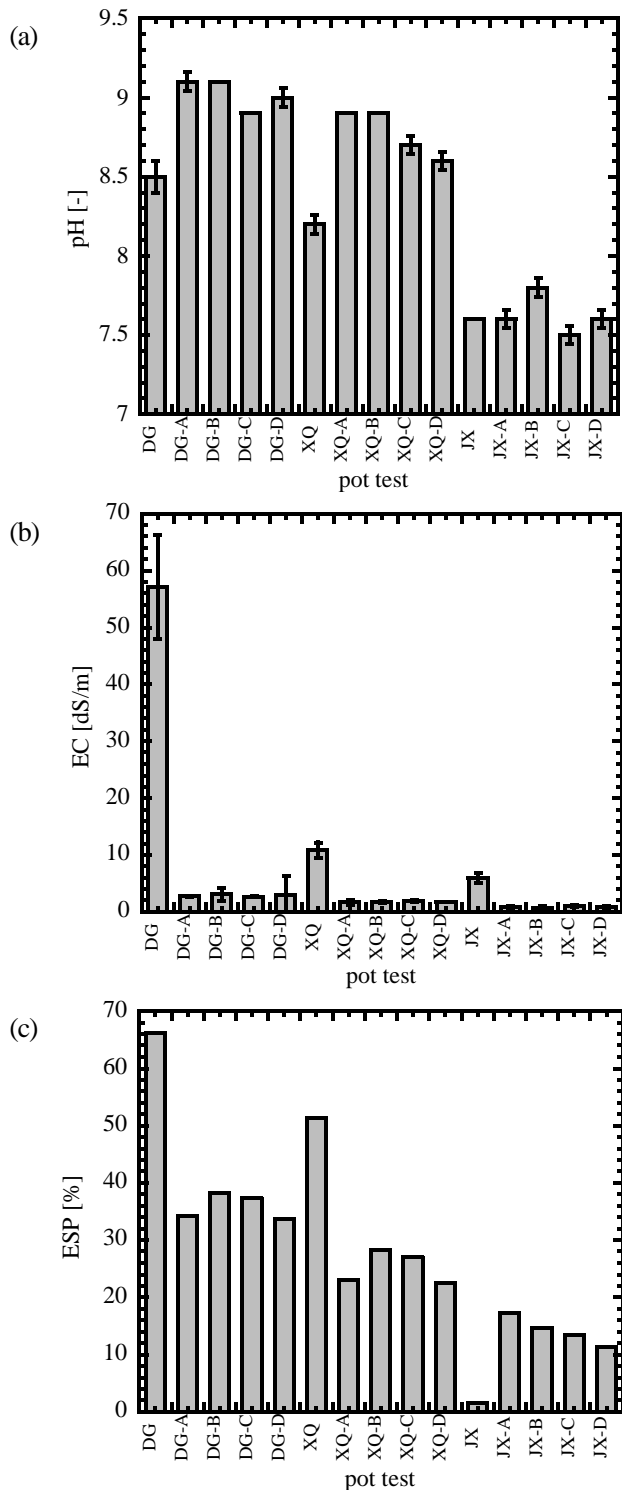 (a)
9.5
9
8.5
8
7.5
7
pH [-]
DG
DG-A
DG-B
DG-C
DG-D
XQ
XQ-A
XQ-B
XQ-C
XQ-D
JX
JX-A
JX-B
JX-C
JX-D
pot test
(b)
70
60
50
40
30
20
10
0
EC [dS/m]
DG
DG-A
DG-B
DG-C
DG-D
XQ
XQ-A
XQ-B
XQ-C
XQ-D
JX
JX-A
JX-B
JX-C
JX-D
pot test
(c)
70
60
50
40
30
20
10
0
ESP [%]
DG
DG-A
DG-B
DG-C
DG-D
XQ
XQ-A
XQ-B
XQ-C
XQ-D
JX
JX-A
JX-B
JX-C
JX-D
pot test